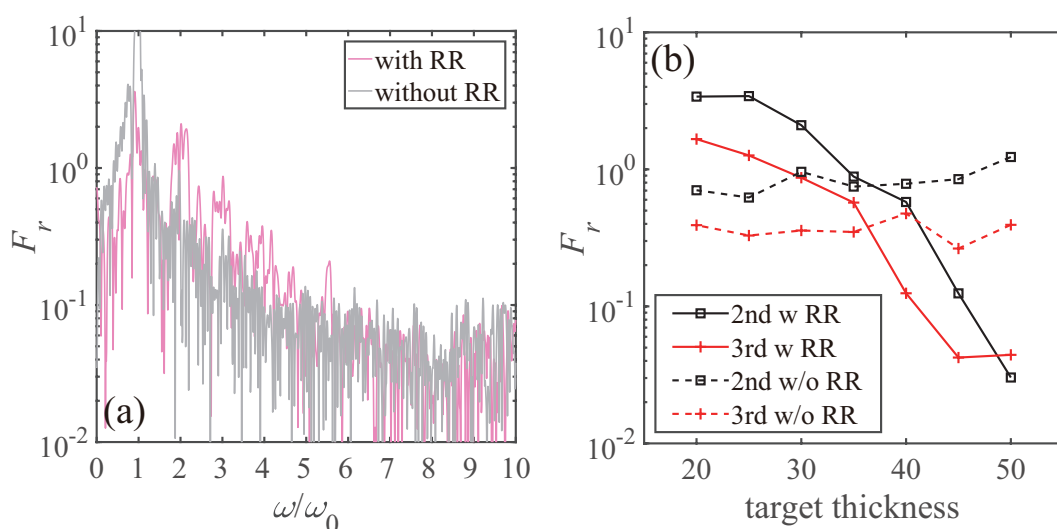 10^1
10^0
10^-1
10^-2
F_r
with RR
without RR
(a)
0 1 2 3 4 5 6 7 8 9 10
ω/ω_0
10^1
10^0
10^-1
10^-2
F_r
(b)
2nd w RR
3rd w RR
2nd w/o RR
3rd w/o RR
20 30 40 50
target thickness